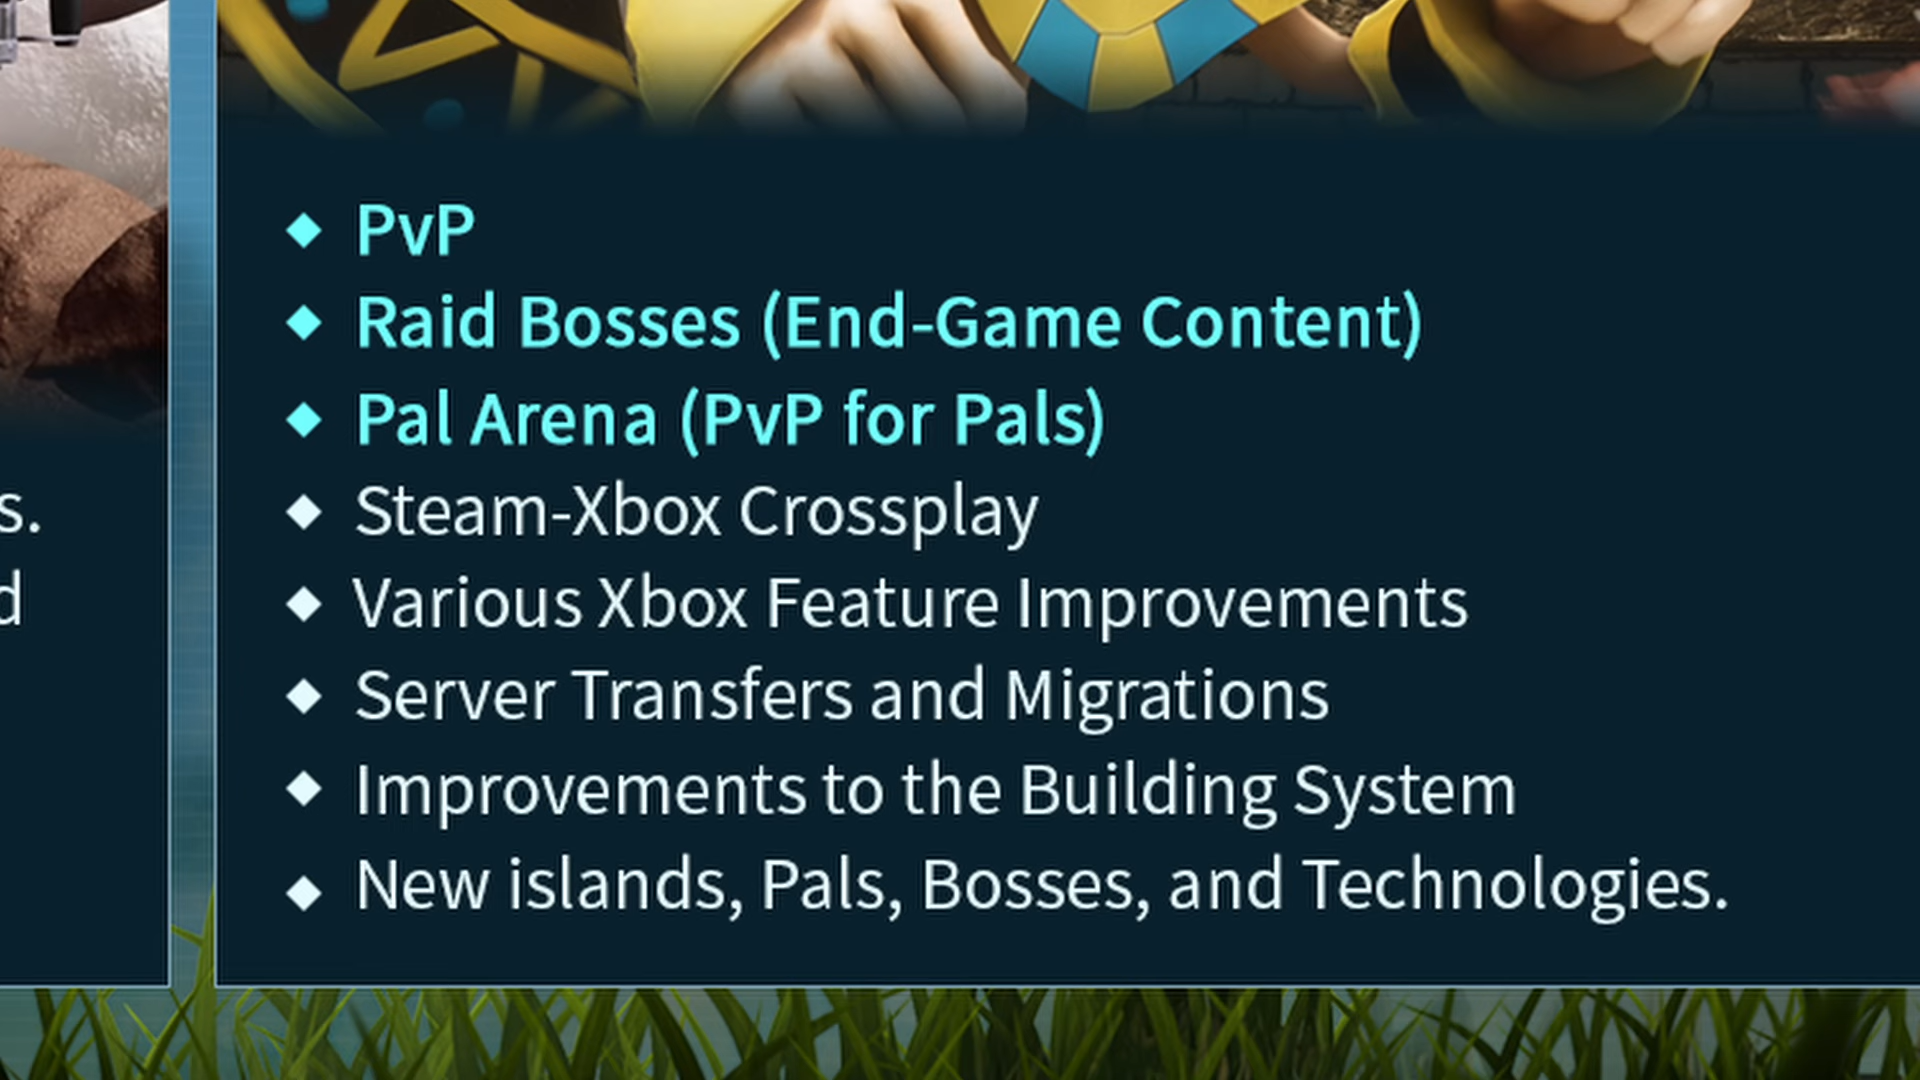 s.
d
PvP
Raid Bosses (End-Game Content)
Pal Arena (PvP for Pals)
Steam-Xbox Crossplay
Various Xbox Feature Improvements
Server Transfers and Migrations
Improvements to the Building System
New islands, Pals, Bosses, and Technologies.